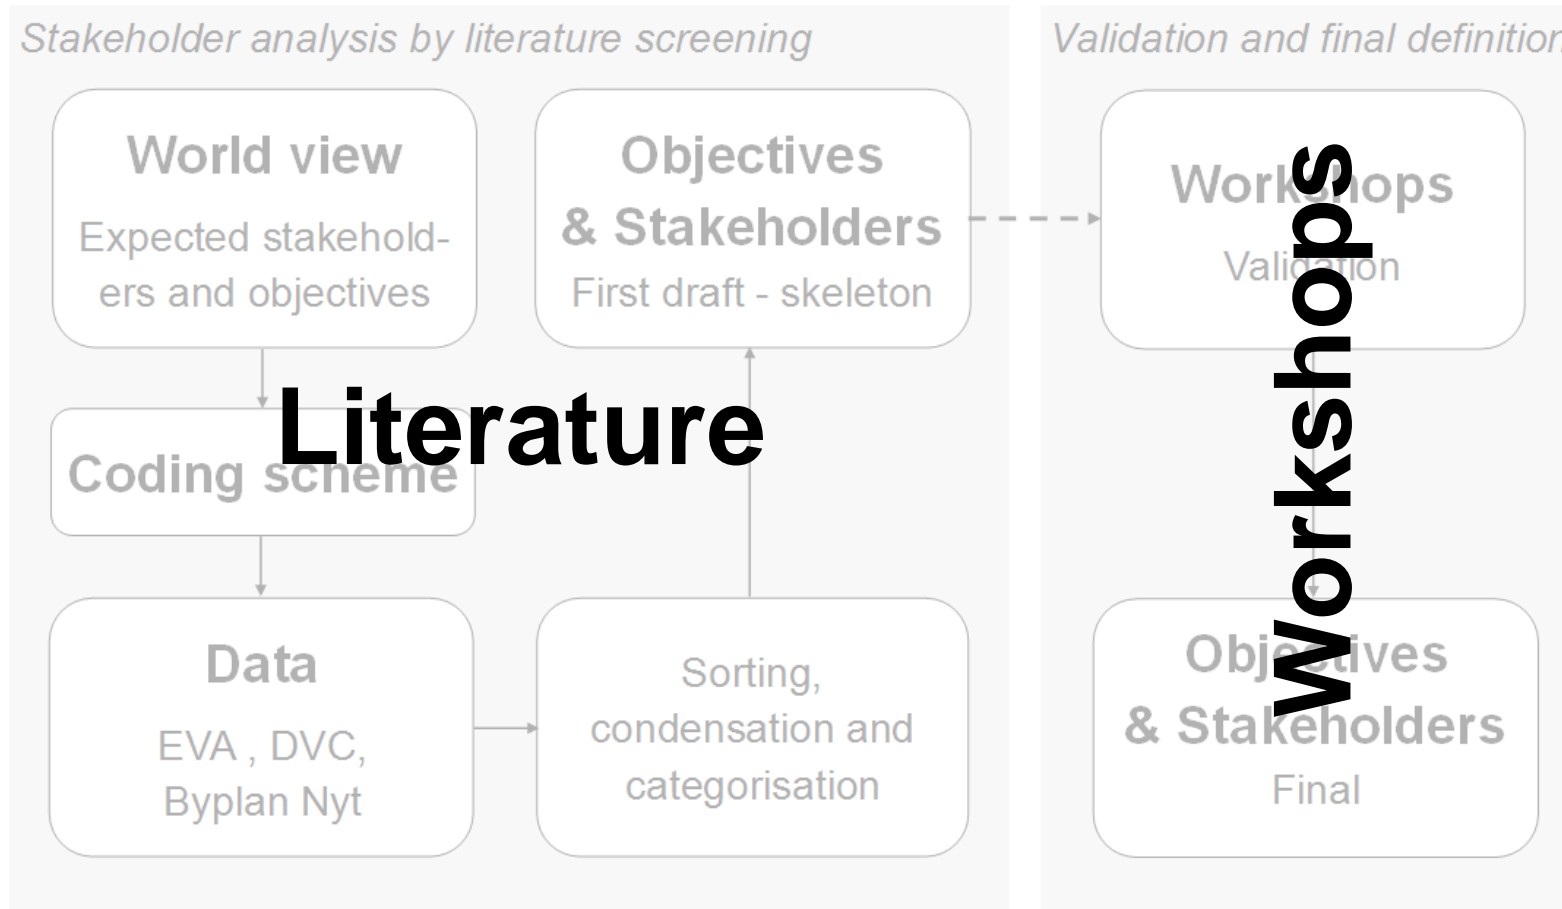 Stakeholder analysis by literature screening
World view
Expected stakehold-
ers and objectives
Coding scheme
Data
EVA , DVC,
Byplan Nyt
Objectives
& Stakeholders
First draft - skeleton
Sorting,
condensation and
categorisation
Literature
Validation and final definition
Workshops
Validation
Objectives
& Stakeholders
Final
Workshops